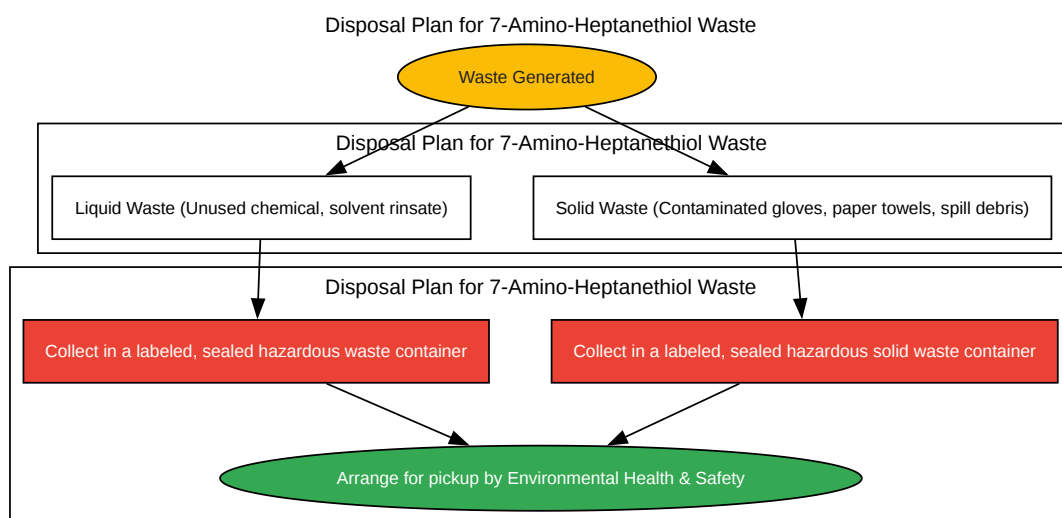 Disposal Plan for 7-Amino-Heptanethiol Waste
Waste Generated
Disposal Plan for 7-Amino-Heptanethiol Waste
Liquid Waste (Unused chemical, solvent rinsate)
Solid Waste (Contaminated gloves, paper towels, spill debris)
Disposal Plan for 7-Amino-Heptanethiol Waste
Collect in a labeled, sealed hazardous waste container
Collect in a labeled, sealed hazardous solid waste container
Arrange for pickup by Environmental Health & Safety